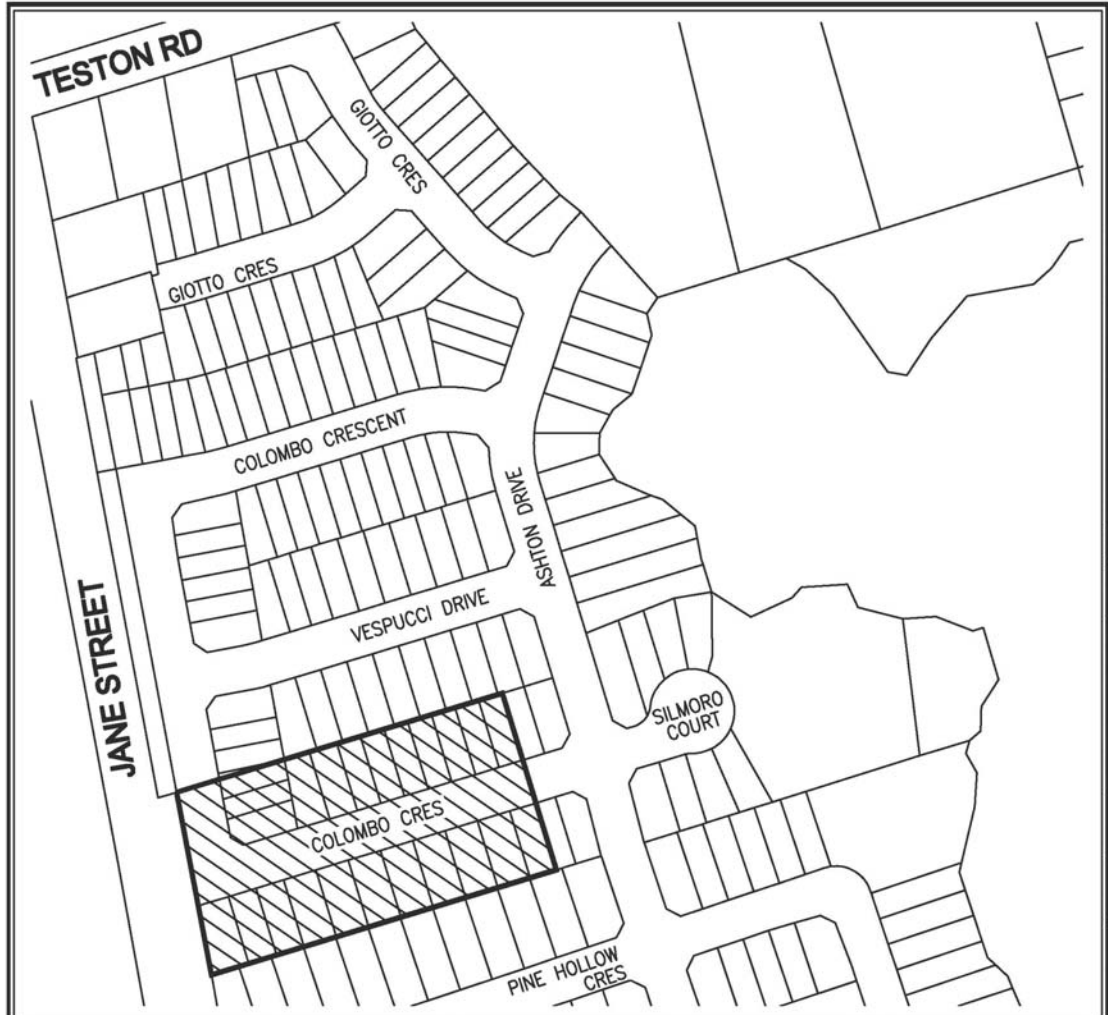 TESTON RD
GIOTTO CRES
GIOTTO CRES
COLOMBO CRESCENT
ASHTON DRIVE
VESPUCCI DRIVE
JANE STREET
SILMORO
COURT
COLOMBO CRES
PINE HOLLOW
CRES